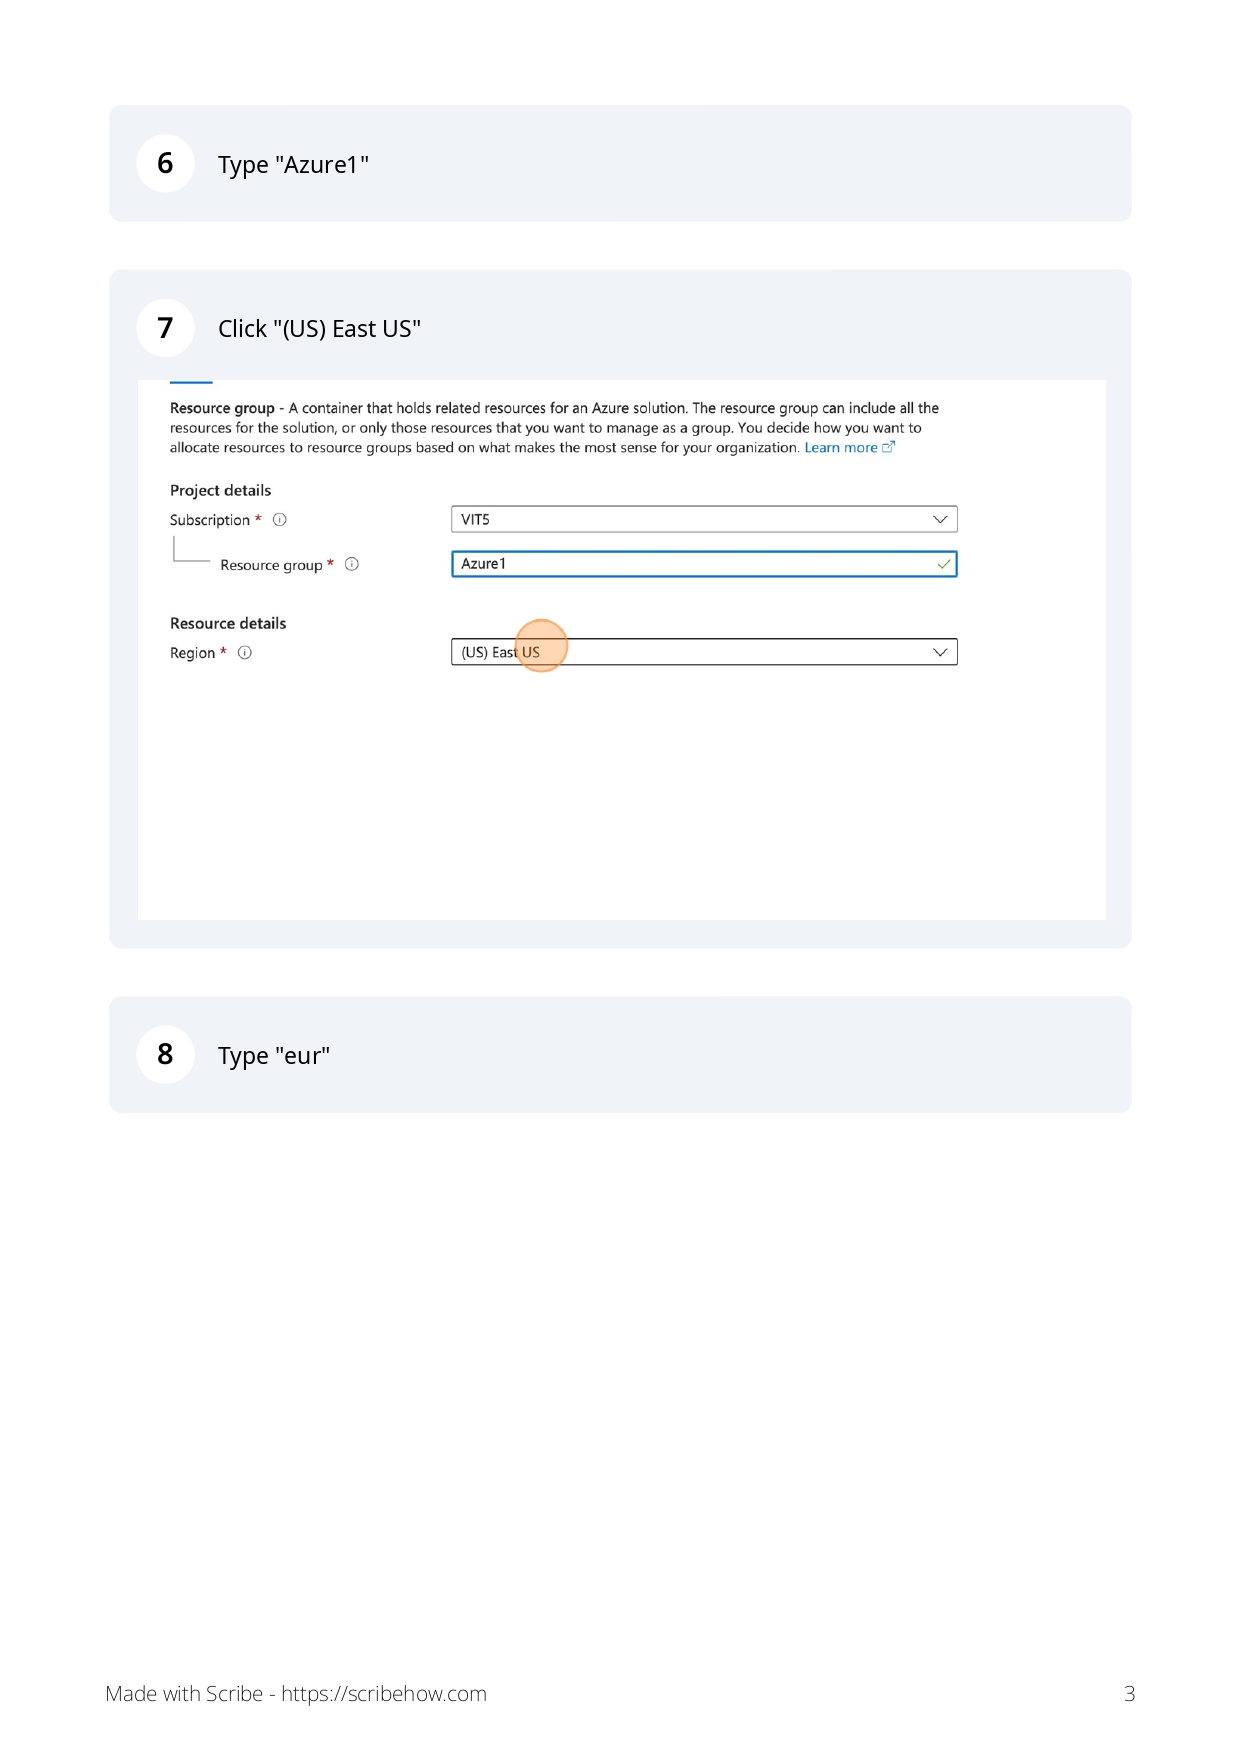 6 Type "Azure1"
7 Click "(US) East US"
Resource group - A container that holds related resources for an Azure solution. The resource group can include all the
resources for the solution, or only those resources that you want to manage as a group. You decide how you want to
allocate resources to resource groups based on what makes the most sense for your organization. Learn more
Project details
Subscription * VIT5
Resource group * Azure1
Resource details
Region * (US) East US
8 Type "eur"
Made with Scribe - https://scribehow.com 3